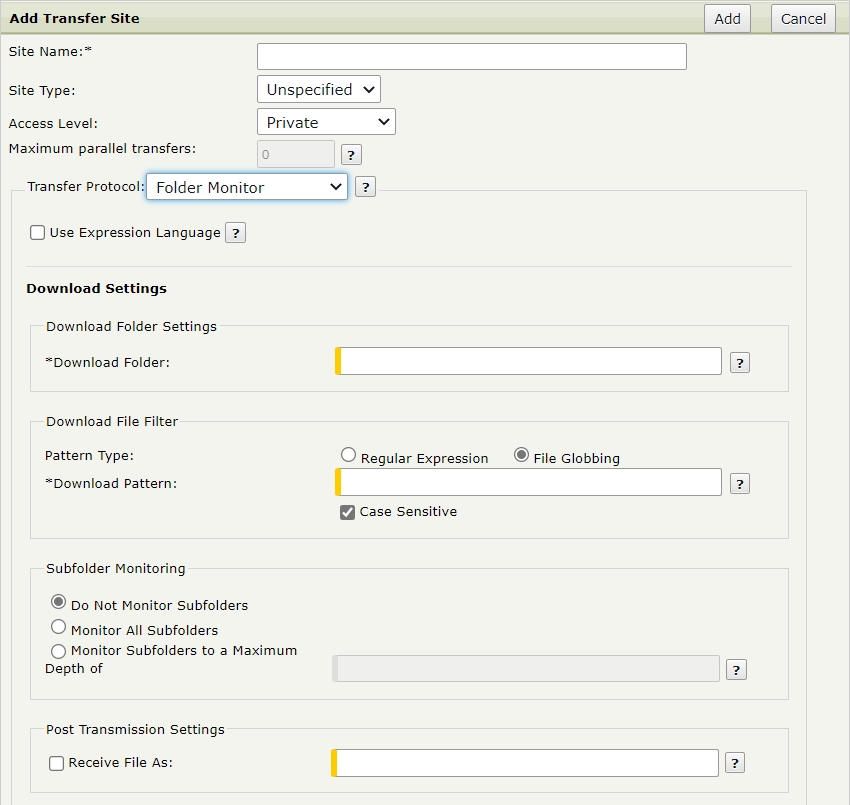 Add Transfer Site Add Cancel
Site Name:*
Site Type: Unspecified
Access Level: Private
Maximum parallel transfers: 0 ?
Transfer Protocol: Folder Monitor ?
Use Expression Language ?
Download Settings
Download Folder Settings
*Download Folder: ?
Download File Filter
Pattern Type: Regular Expression File Globbing
*Download Pattern: ?
Case Sensitive
Subfolder Monitoring
Do Not Monitor Subfolders
Monitor All Subfolders
Monitor Subfolders to a Maximum
Depth of ?
Post Transmission Settings
Receive File As: ?